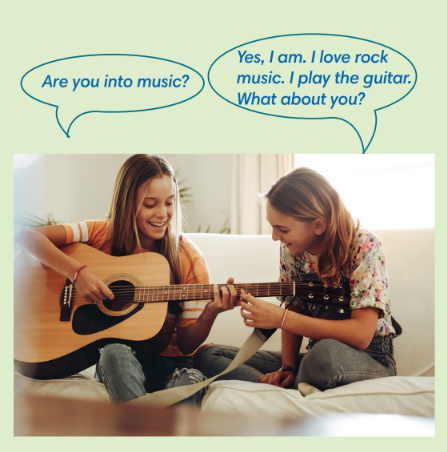 Are you into music?
Yes, I am. I love rock
music. I play the guitar.
What about you?